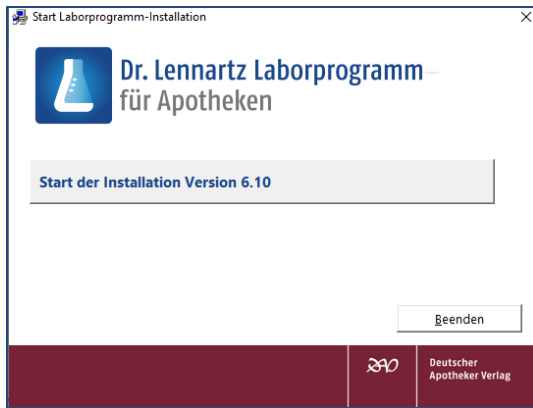 Start Laborprogramm-Installation
Dr. Lennartz Laborprogramm
für Apotheken
Start der Installation Version 6.10
Beenden
DAV
Deutscher
Apotheker Verlag